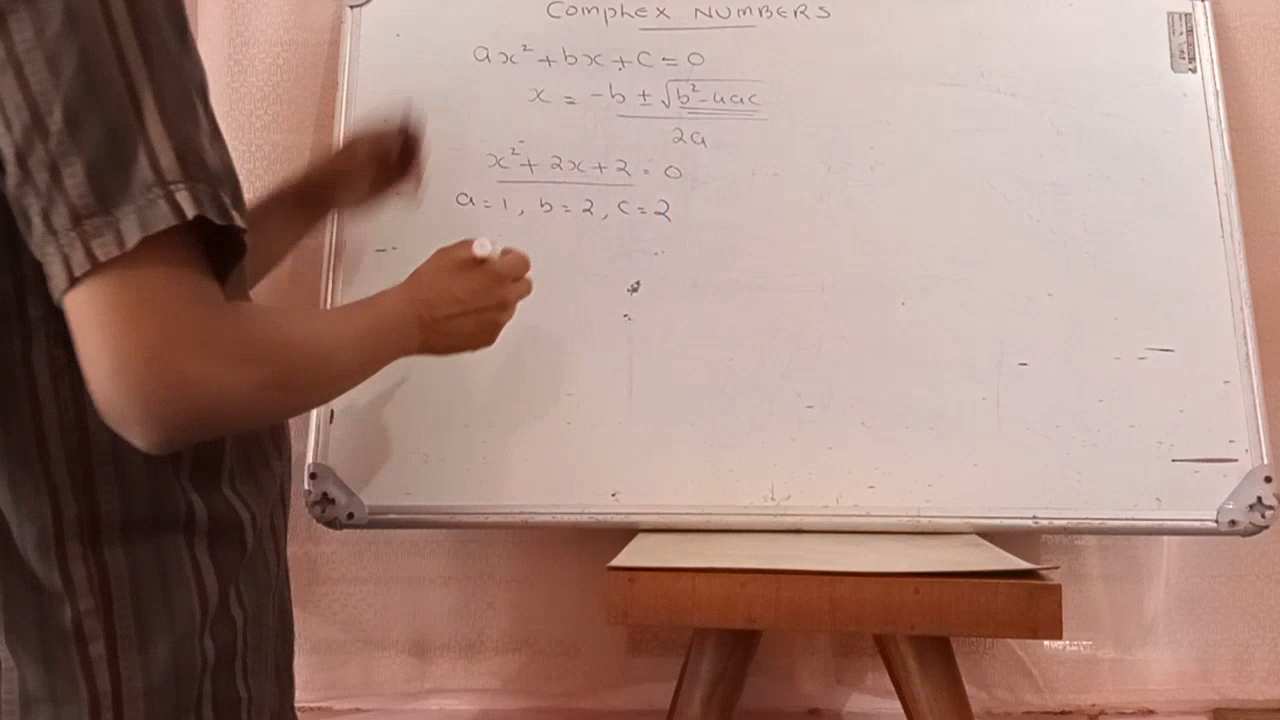 Complex NUMBERS
ax² + bx + c = 0
x = -b ± √b² - 4ac
2a
x² + 2x + 2 = 0
a = 1, b = 2, c = 2